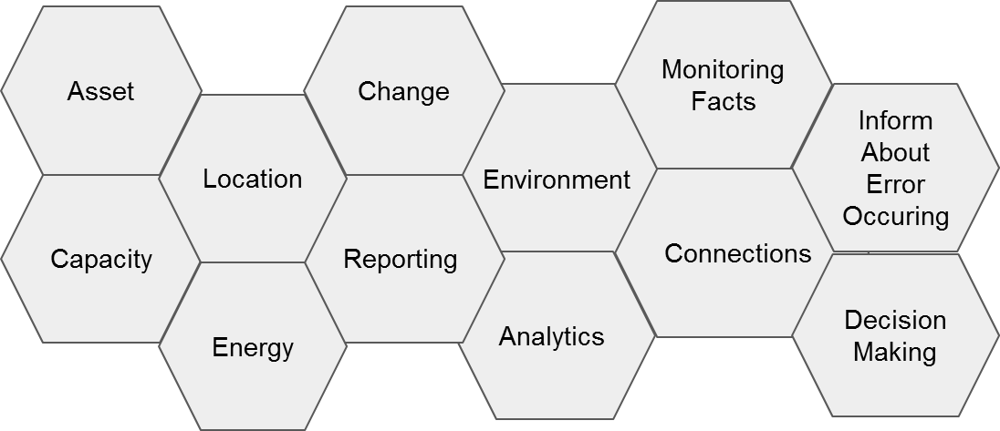 Asset
Change
Monitoring
Facts
Inform
About
Error
Occuring
Location
Environment
Capacity
Reporting
Connections
Energy
Analytics
Decision
Making